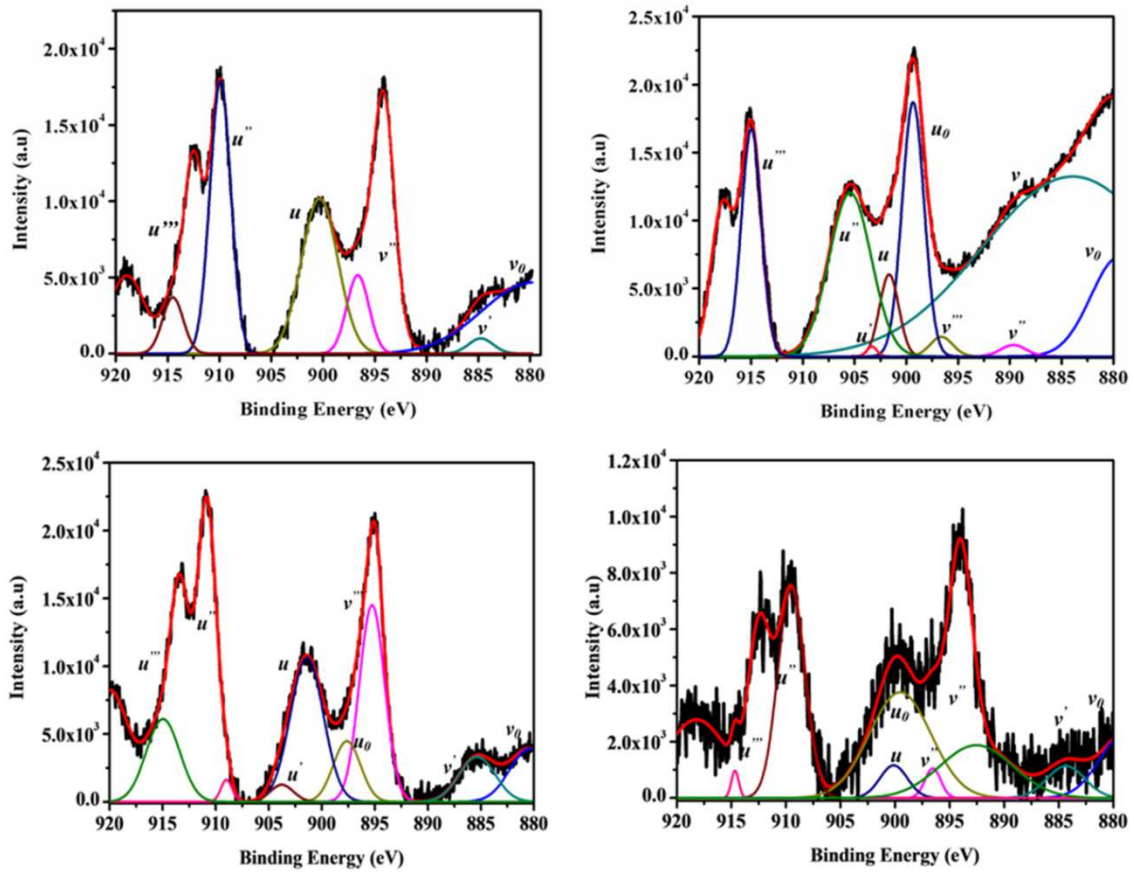 Intensity (a.u)
2.0x10⁴
1.5x10⁴
1.0x10⁴
5.0x10³
0.0
u''
u'''
u
v'''
v₀
v'
920 915 910 905 900 895 890 885 880
Binding Energy (eV)
Intensity (a.u)
2.5x10⁴
2.0x10⁴
1.5x10⁴
1.0x10⁴
5.0x10³
0.0
u'''
u₀
v
u''
u
v₀
u'
v'''
v''
920 915 910 905 900 895 890 885 880
Binding Energy (eV)
Intensity (a.u)
2.5x10⁴
2.0x10⁴
1.5x10⁴
1.0x10⁴
5.0x10³
0.0
u''
v'''
u'''
u
u₀
v₀
v'
u'
920 915 910 905 900 895 890 885 880
Binding Energy (eV)
Intensity (a.u)
1.2x10⁴
1.0x10⁴
8.0x10³
6.0x10³
4.0x10³
2.0x10³
0.0
u''
v''
u₀
v'
v₀
u'''
u
v''
920 915 910 905 900 895 890 885 880
Binding Energy (eV)